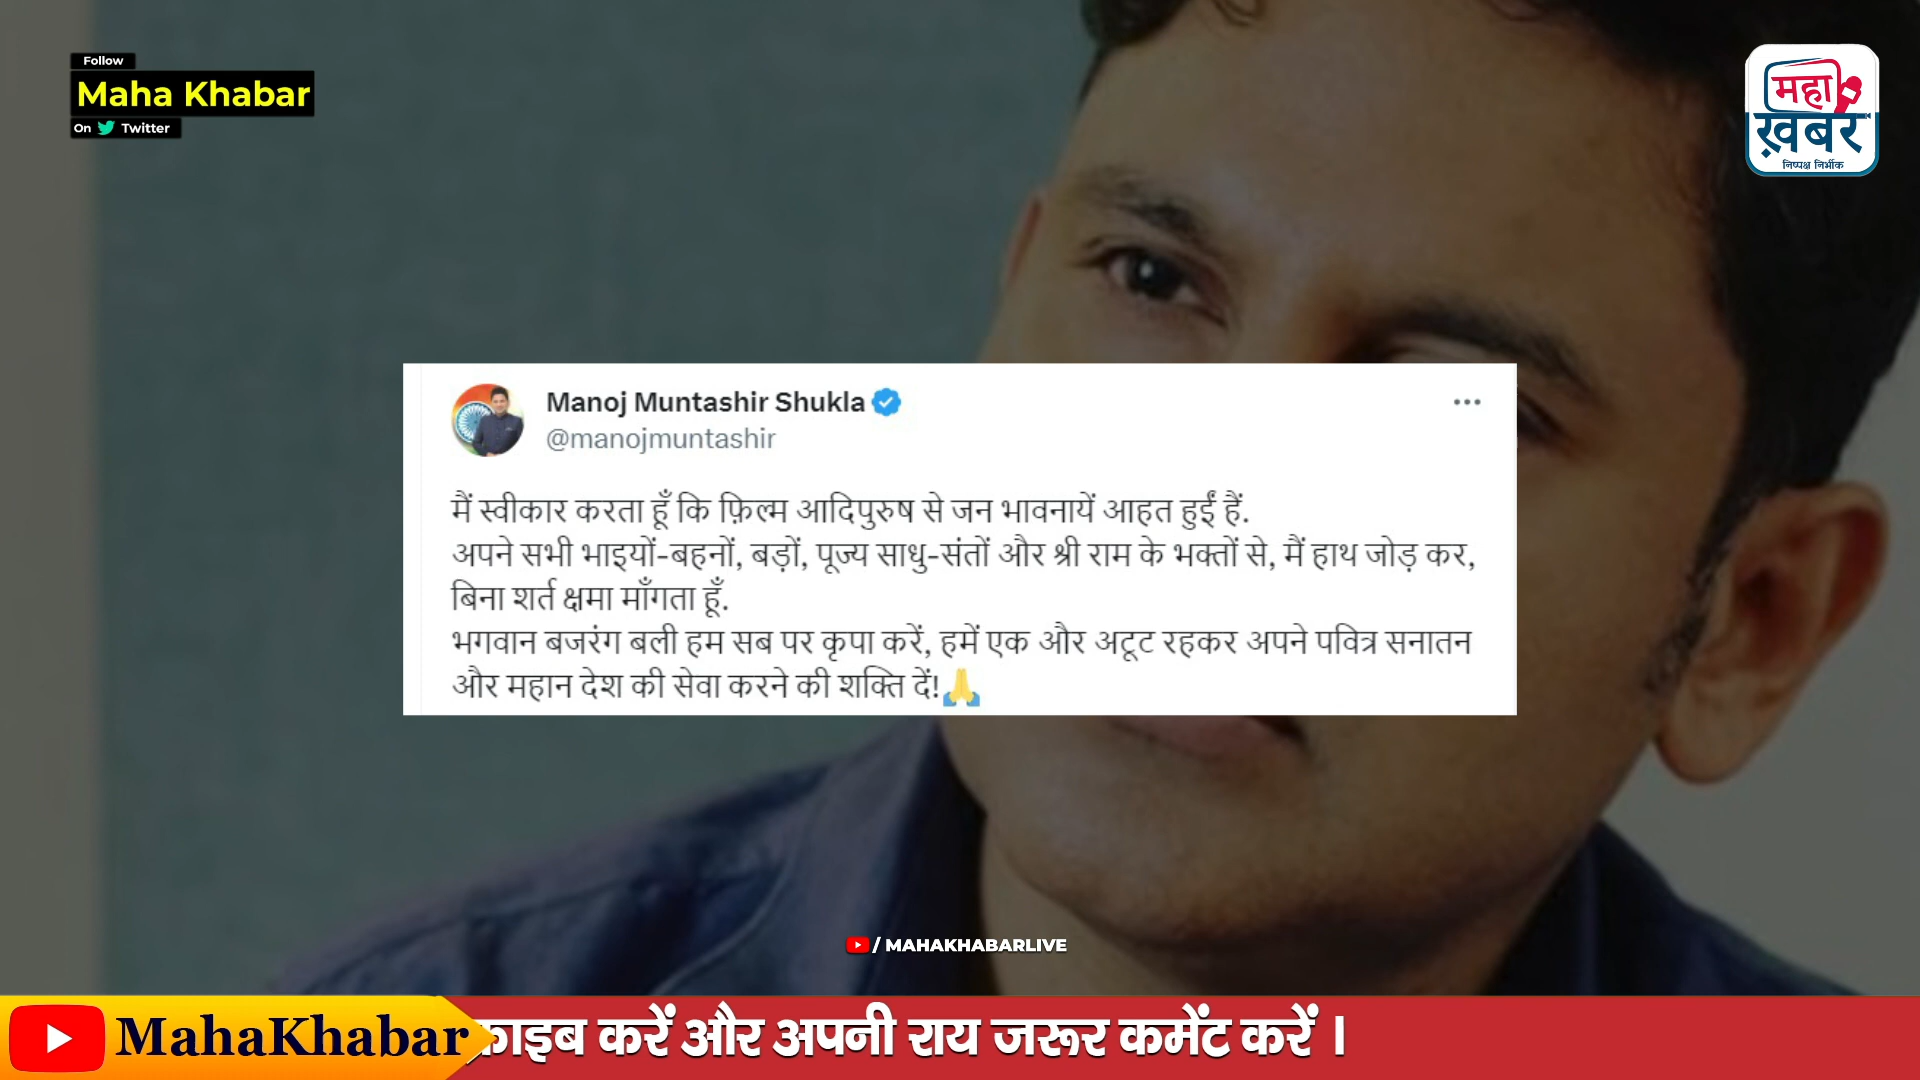 Follow
Maha Khabar
On Twitter
महा
ख़बर
निष्पक्ष निर्भीक
Manoj Muntashir Shukla
@manojmuntashir
मैं स्वीकार करता हूँ कि फ़िल्म आदिपुरुष से जन भावनायें आहत हुईं हैं.
अपने सभी भाइयों-बहनों, बड़ों, पूज्य साधु-संतों और श्री राम के भक्तों से, मैं हाथ जोड़ कर,
बिना शर्त क्षमा माँगता हूँ.
भगवान बजरंग बली हम सब पर कृपा करें, हमें एक और अटूट रहकर अपने पवित्र सनातन
और महान देश की सेवा करने की शक्ति दें!🙏
/ MAHAKHABARLIVE
MahaKhabar
करें और अपनी राय जरूर कमेंट करें ।